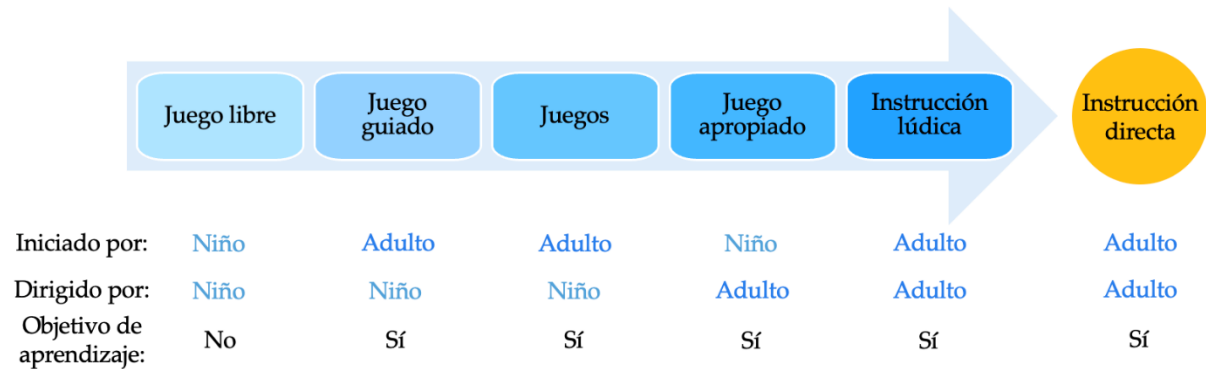 Juego libre
Juego
guiado
Juegos
Juego
apropiado
Instrucción
lúdica
Instrucción
directa
Iniciado por: Niño Adulto Adulto Niño Adulto Adulto
Dirigido por: Niño Niño Niño Adulto Adulto Adulto
Objetivo de
aprendizaje: No Sí Sí Sí Sí Sí